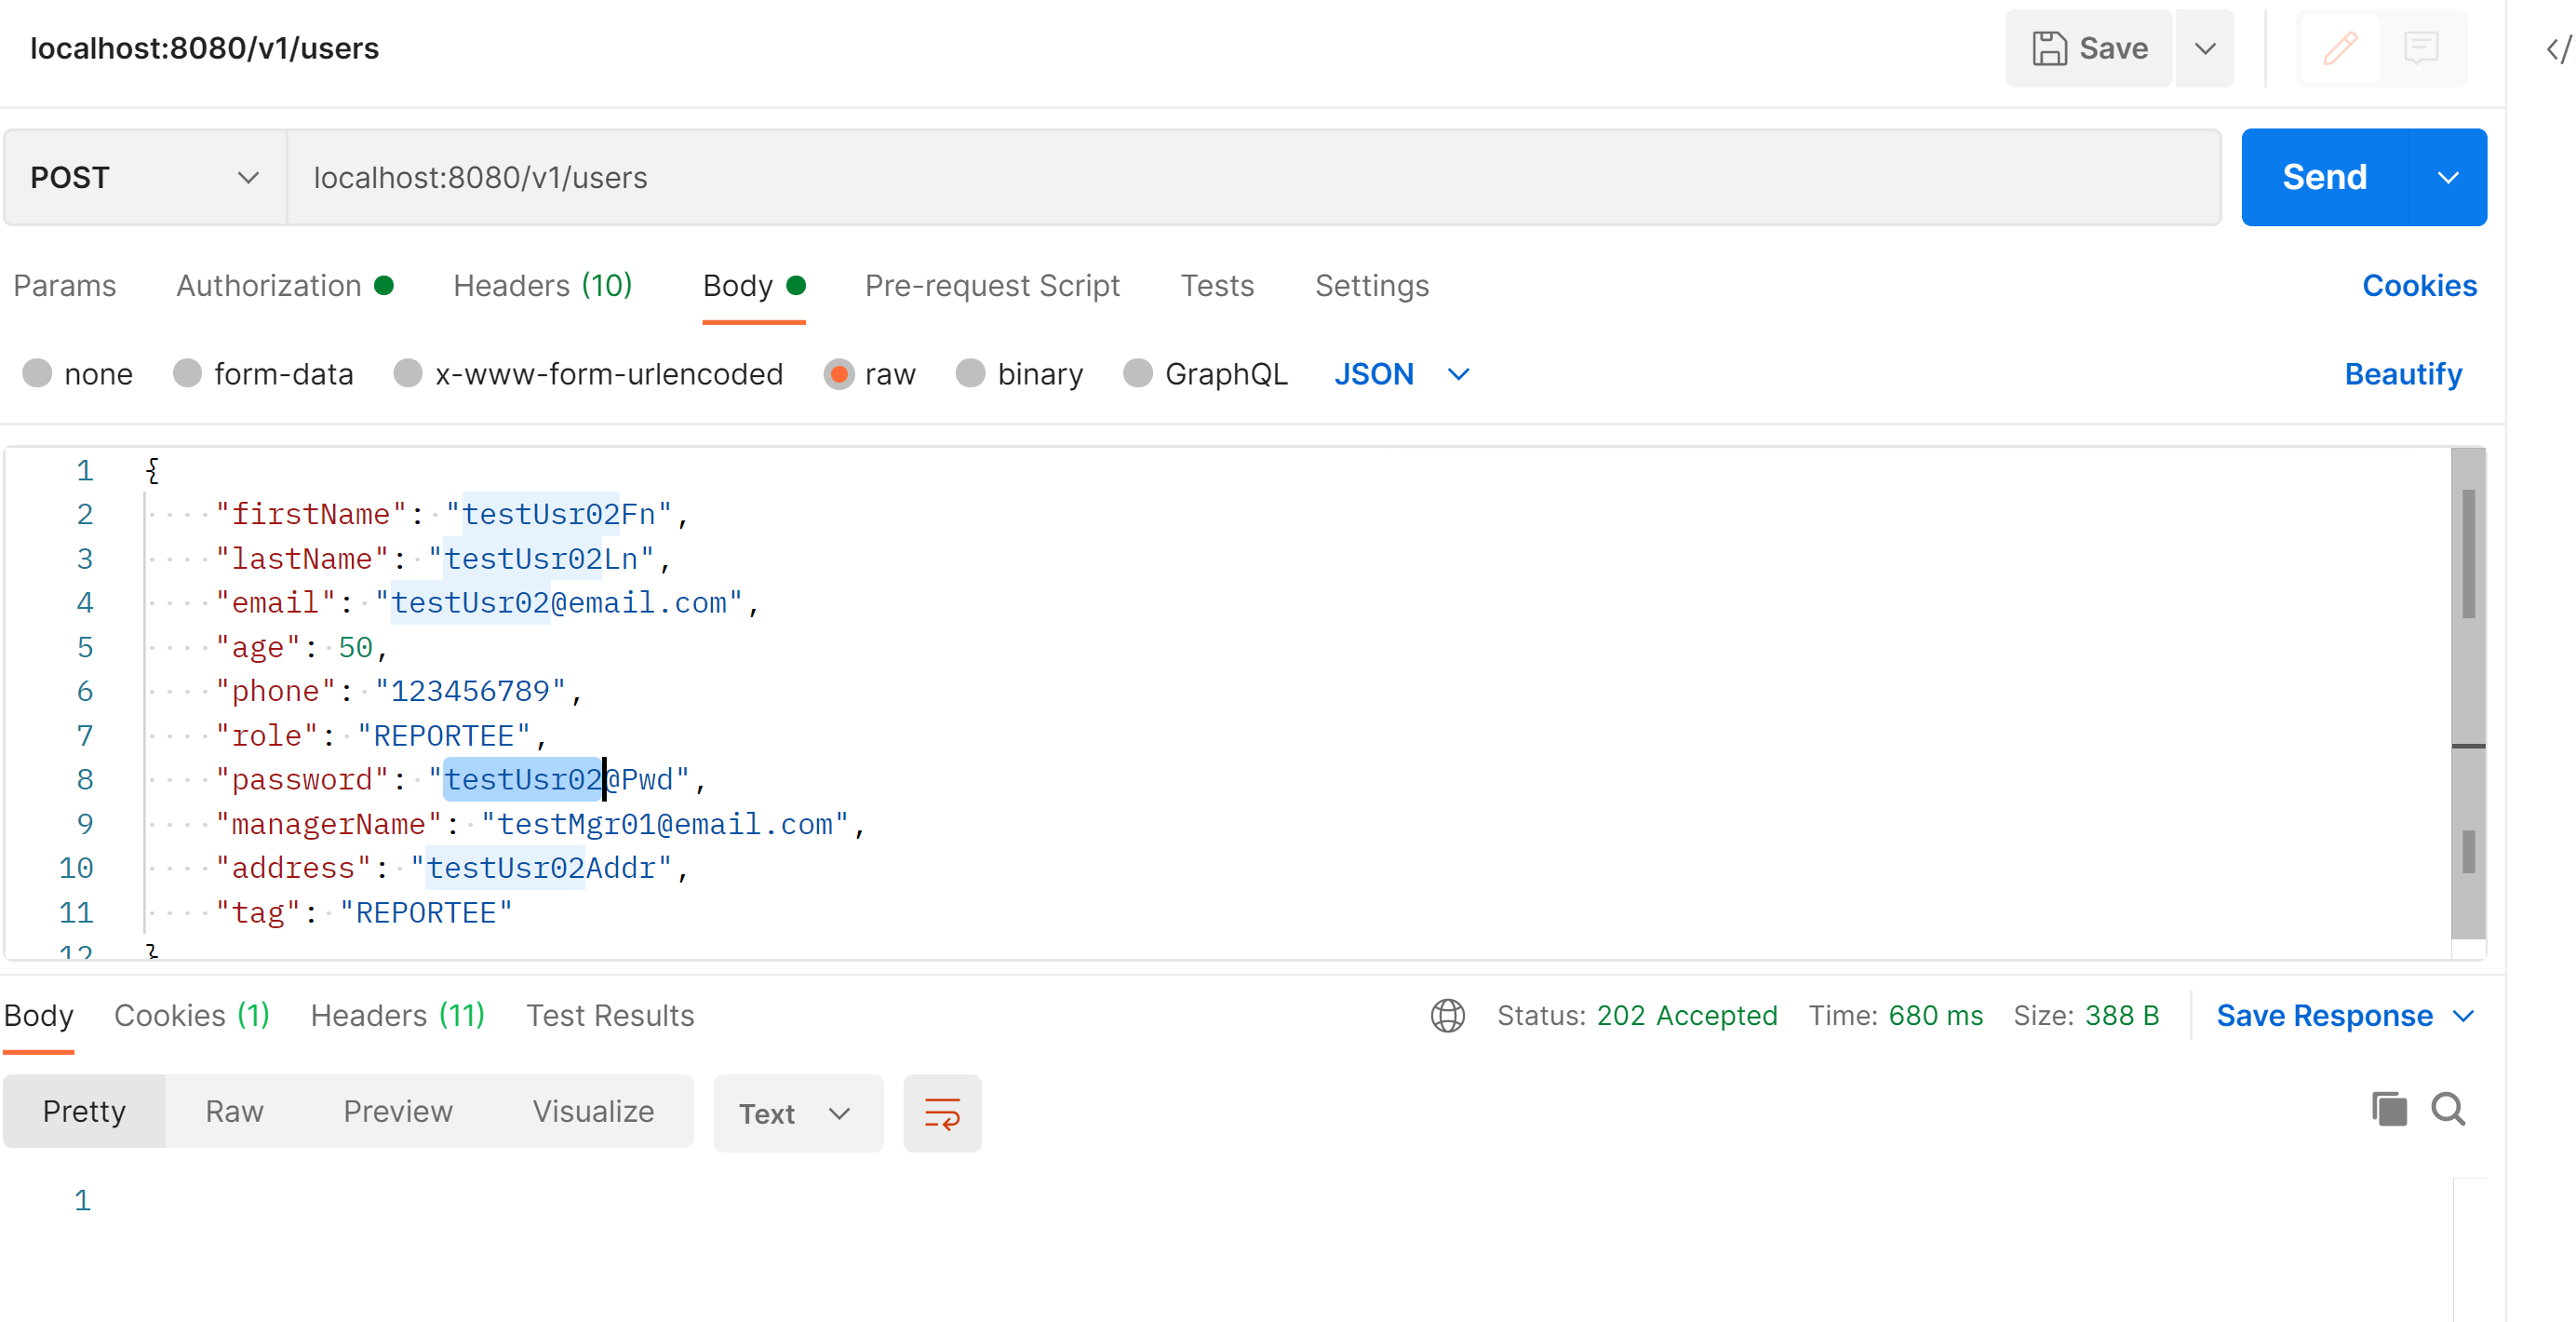 localhost:8080/v1/users
Save
</
POST
localhost:8080/v1/users
Send
Params Authorization Headers (10) Body Pre-request Script Tests Settings Cookies
none form-data x-www-form-urlencoded raw binary GraphQL JSON Beautify
1 {
2 "firstName": "testUsr02Fn",
3 "lastName": "testUsr02Ln",
4 "email": "testUsr02@email.com",
5 "age": 50,
6 "phone": "123456789",
7 "role": "REPORTEE",
8 "password": "testUsr02@Pwd",
9 "managerName": "testMgr01@email.com",
10 "address": "testUsr02Addr",
11 "tag": "REPORTEE"
12 }
Body Cookies (1) Headers (11) Test Results Status: 202 Accepted Time: 680 ms Size: 388 B Save Response
Pretty Raw Preview Visualize Text
1